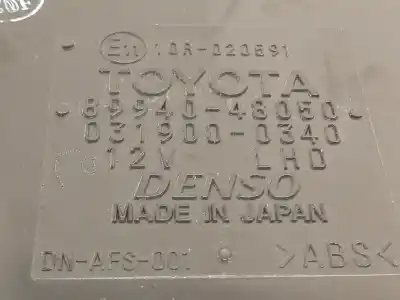 E11 10R-020591
TOYOTA
89940-48050
031900-0340
12V LHD
DENSO
MADE IN JAPAN
DN-AFS-001 >ABS<